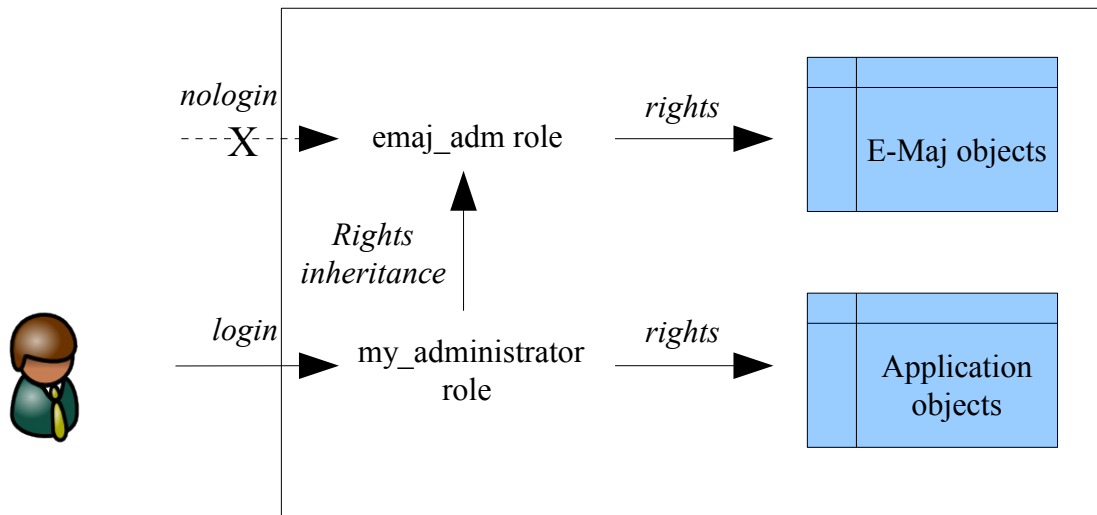 nologin
X
emaj_adm role
rights
E-Maj objects
Rights
inheritance
login
my_administrator
role
rights
Application
objects